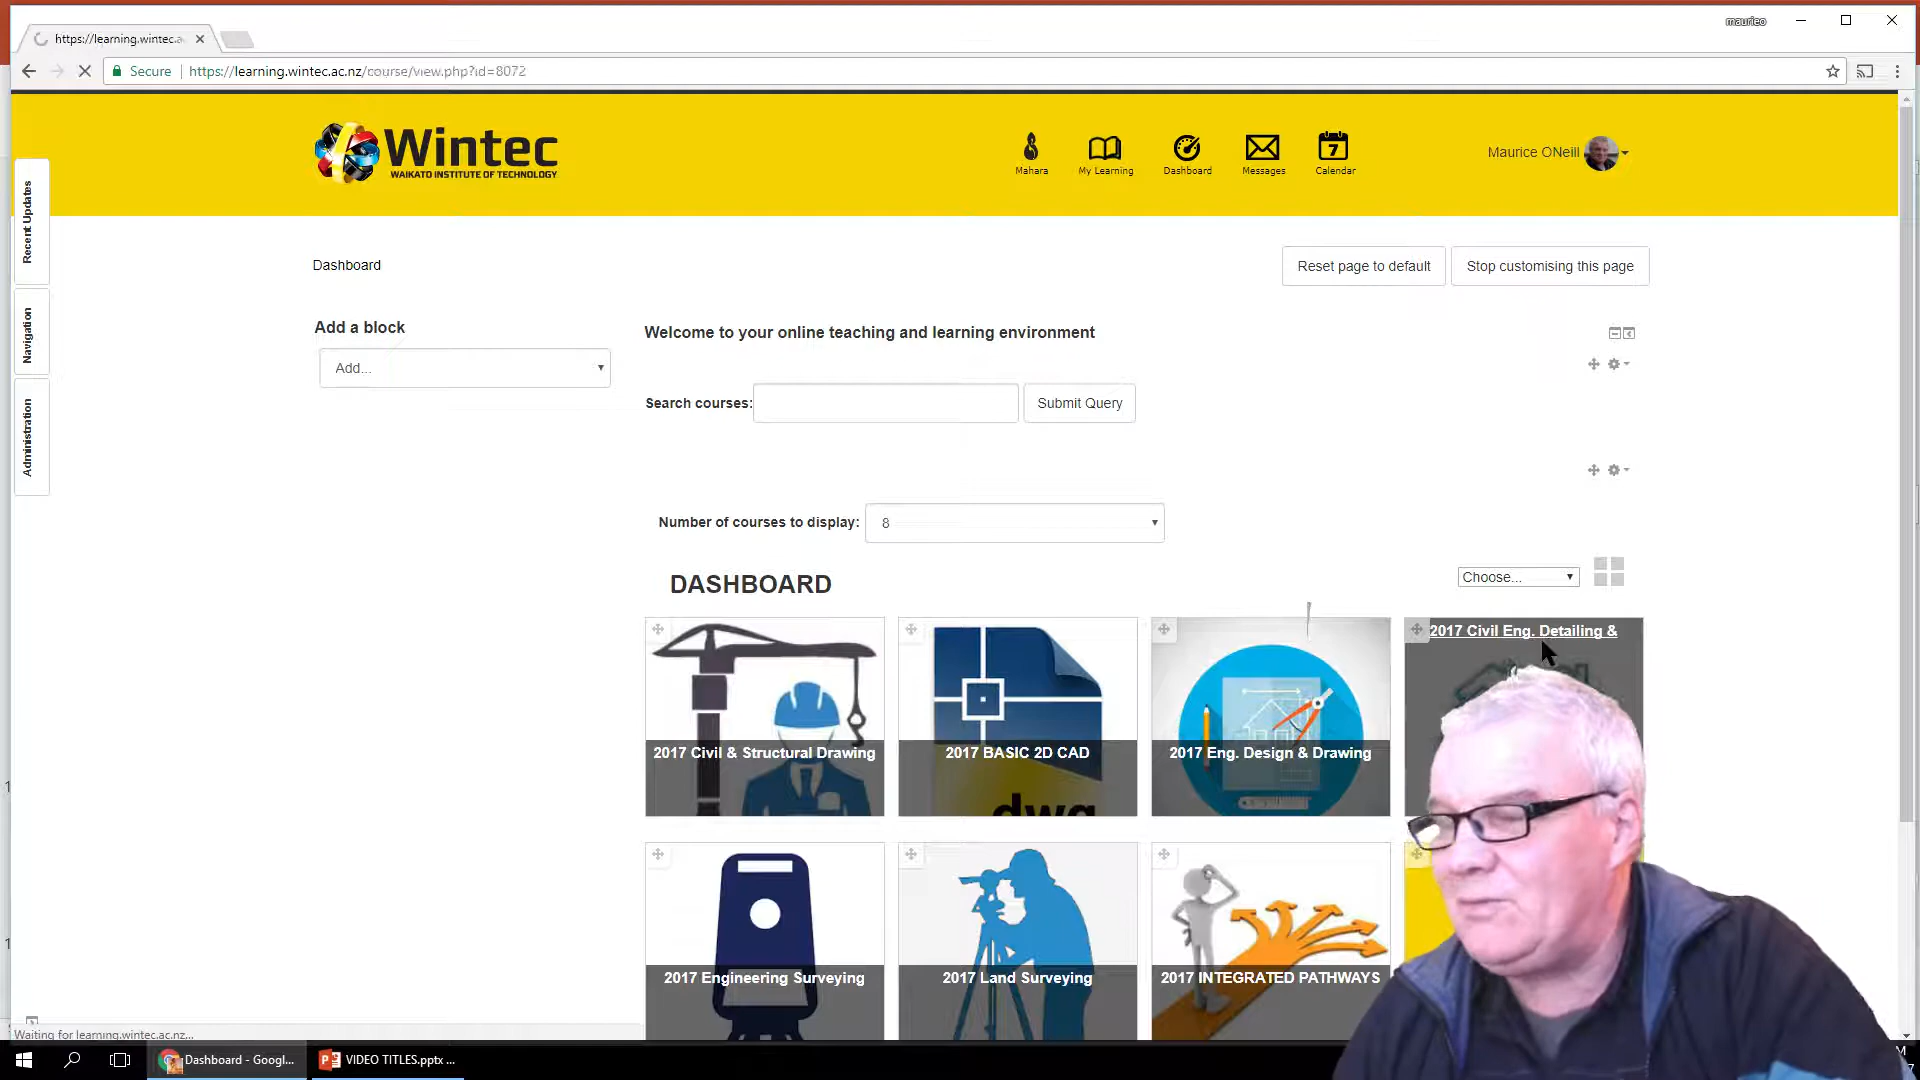 maurieo
https://learning.wintec.a
Secure https://learning.wintec.ac.nz/course/view.php?id=8072
Wintec
WAIKATO INSTITUTE OF TECHNOLOGY
Mahara
My Learning
Dashboard
Messages
7
Calendar
Maurice ONeill
Recent Updates
Navigation
Administration
Dashboard
Reset page to default
Stop customising this page
Add a block
Add...
Welcome to your online teaching and learning environment
Search courses:
Submit Query
Number of courses to display: 8
DASHBOARD
Choose...
2017 Civil & Structural Drawing
2017 BASIC 2D CAD
dwg
2017 Eng. Design & Drawing
2017 Civil Eng. Detailing &
2017 Engineering Surveying
2017 Land Surveying
2017 INTEGRATED PATHWAYS
Waiting for learning.wintec.ac.nz...
Dashboard - Googl...
VIDEO TITLES.pptx ...